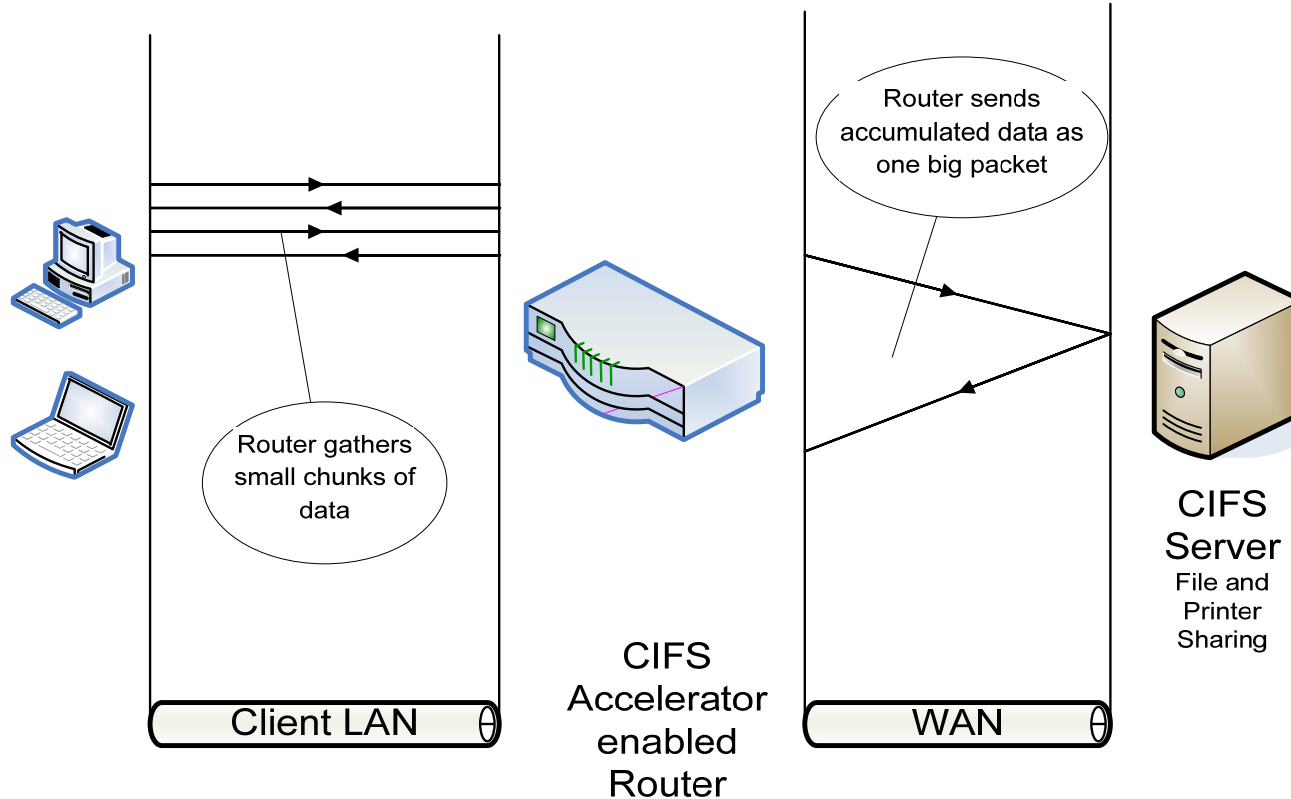 Router sends
accumulated data as
one big packet
Router gathers
small chunks of
data
CIFS
Server
File and
Printer
Sharing
CIFS
Accelerator
enabled
Router
Client LAN
WAN